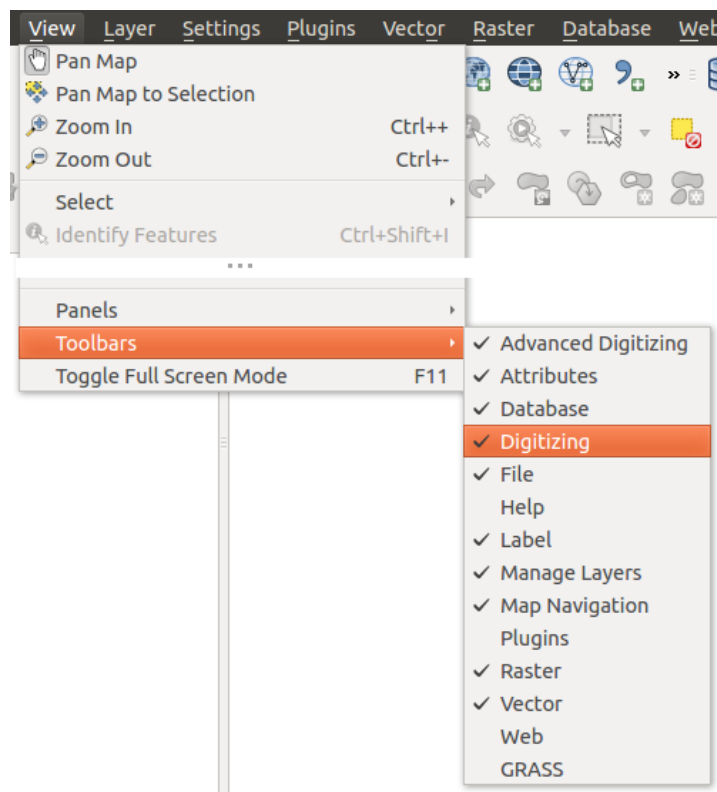 View Layer Settings Plugins Vector Raster Database Web
Pan Map
Pan Map to Selection
Zoom In Ctrl++
Zoom Out Ctrl+-
Select
Identify Features Ctrl+Shift+I
...
Panels
Toolbars
Toggle Full Screen Mode F11
Advanced Digitizing
Attributes
Database
Digitizing
File
Help
Label
Manage Layers
Map Navigation
Plugins
Raster
Vector
Web
GRASS